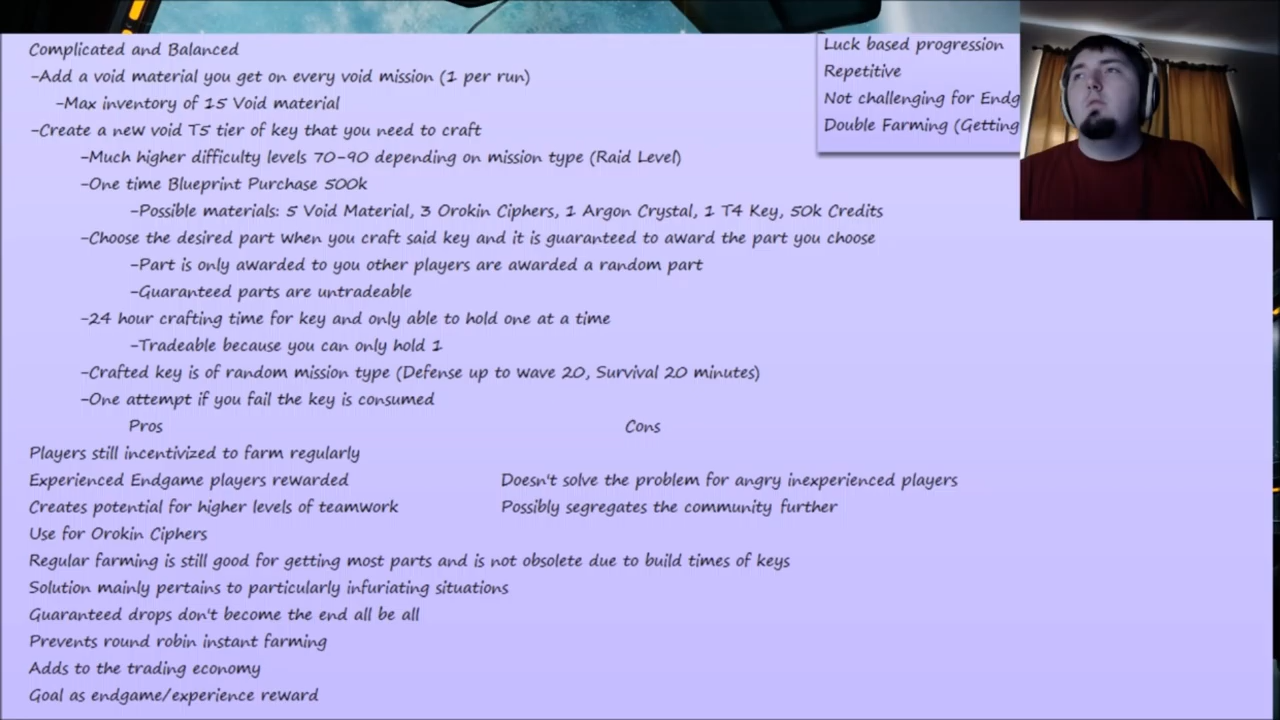 Complicated and Balanced
-Add a void material you get on every void mission (1 per run)
-Max inventory of 15 Void material
-Create a new void T5 tier of key that you need to craft
-Much higher difficulty levels 70-90 depending on mission type (Raid Level)
-One time Blueprint Purchase 500k
-Possible materials: 5 Void Material, 3 Orokin Ciphers, 1 Argon Crystal, 1 T4 Key, 50k Credits
-Choose the desired part when you craft said key and it is guaranteed to award the part you choose
-Part is only awarded to you other players are awarded a random part
-Guaranteed parts are untradeable
-24 hour crafting time for key and only able to hold one at a time
-Tradeable because you can only hold 1
-Crafted key is of random mission type (Defense up to wave 20, Survival 20 minutes)
-One attempt if you fail the key is consumed
Pros
Players still incentivized to farm regularly
Experienced Endgame players rewarded
Creates potential for higher levels of teamwork
Use for Orokin Ciphers
Regular farming is still good for getting most parts and is not obsolete due to build times of keys
Solution mainly pertains to particularly infuriating situations
Guaranteed drops don't become the end all be all
Prevents round robin instant farming
Adds to the trading economy
Goal as endgame/experience reward
Cons
Doesn't solve the problem for angry inexperienced players
Possibly segregates the community further
Luck based progression
Repetitive
Not challenging for Endg
Double Farming (Getting